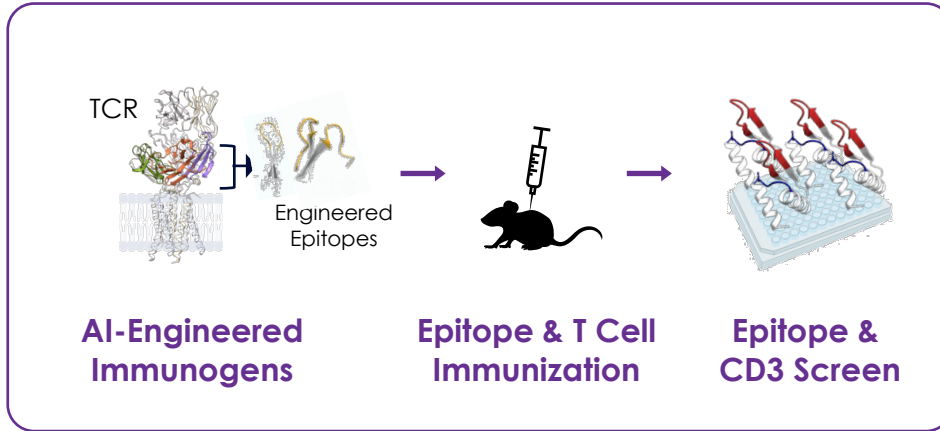 TCR
Engineered
Epitopes
AI-Engineered
Immunogens
Epitope & T Cell
Immunization
Epitope &
CD3 Screen